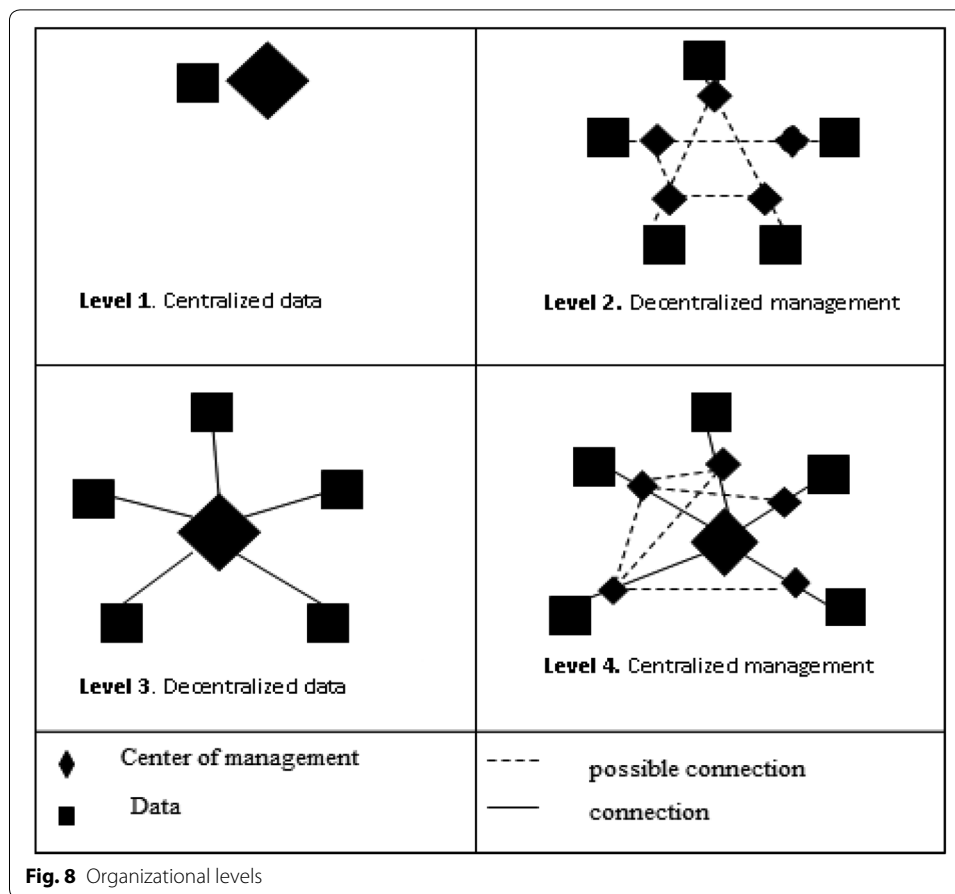 Level 1. Centralized data
Level 2. Decentralized management
Level 3. Decentralized data
Level 4. Centralized management
Center of management
Data
possible connection
connection
Fig. 8 Organizational levels